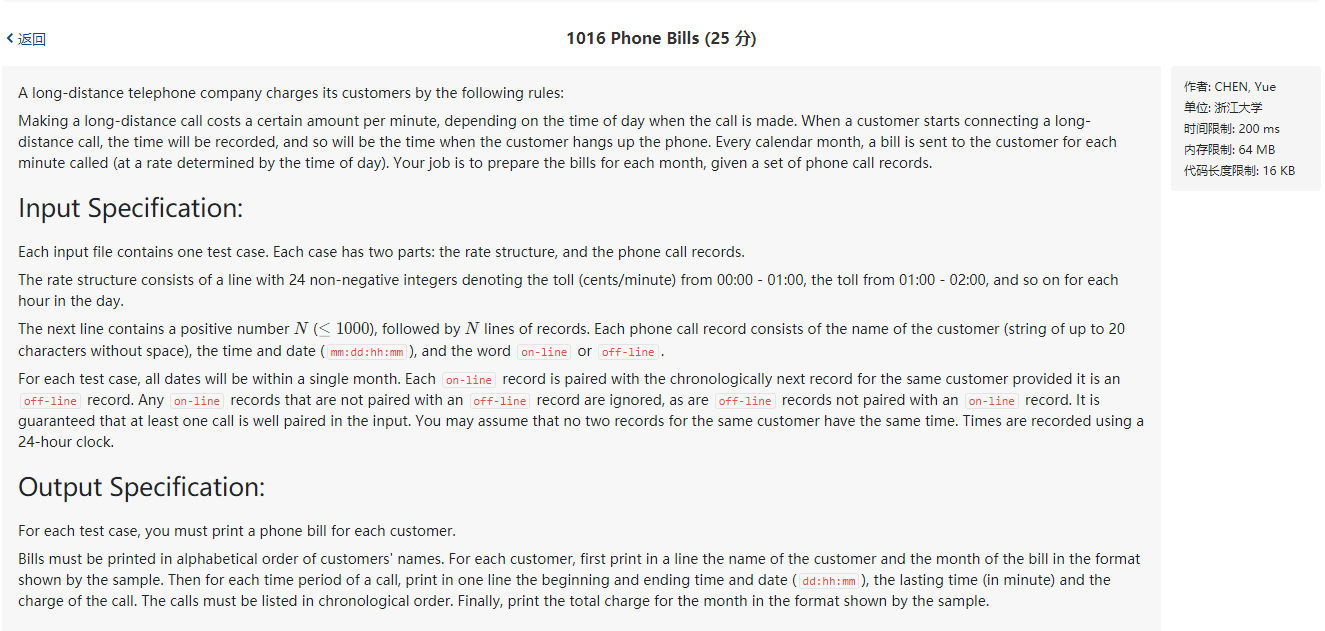 返回
1016 Phone Bills (25 分)
A long-distance telephone company charges its customers by the following rules:
Making a long-distance call costs a certain amount per minute, depending on the time of day when the call is made. When a customer starts connecting a long-
distance call, the time will be recorded, and so will be the time when the customer hangs up the phone. Every calendar month, a bill is sent to the customer for each
minute called (at a rate determined by the time of day). Your job is to prepare the bills for each month, given a set of phone call records.
Input Specification:
Each input file contains one test case. Each case has two parts: the rate structure, and the phone call records.
The rate structure consists of a line with 24 non-negative integers denoting the toll (cents/minute) from 00:00 - 01:00, the toll from 01:00 - 02:00, and so on for each
hour in the day.
The next line contains a positive number N (≤ 1000), followed by N lines of records. Each phone call record consists of the name of the customer (string of up to 20
characters without space), the time and date (mm:dd:hh:mm), and the word on-line or off-line.
For each test case, all dates will be within a single month. Each on-line record is paired with the chronologically next record for the same customer provided it is an
off-line record. Any on-line records that are not paired with an off-line record are ignored, as are off-line records not paired with an on-line record. It is
guaranteed that at least one call is well paired in the input. You may assume that no two records for the same customer have the same time. Times are recorded using a
24-hour clock.
Output Specification:
For each test case, you must print a phone bill for each customer.
Bills must be printed in alphabetical order of customers' names. For each customer, first print in a line the name of the customer and the month of the bill in the format
shown by the sample. Then for each time period of a call, print in one line the beginning and ending time and date (dd:hh:mm), the lasting time (in minute) and the
charge of the call. The calls must be listed in chronological order. Finally, print the total charge for the month in the format shown by the sample.
作者: CHEN, Yue
单位: 浙江大学
时间限制: 200 ms
内存限制: 64 MB
代码长度限制: 16 KB